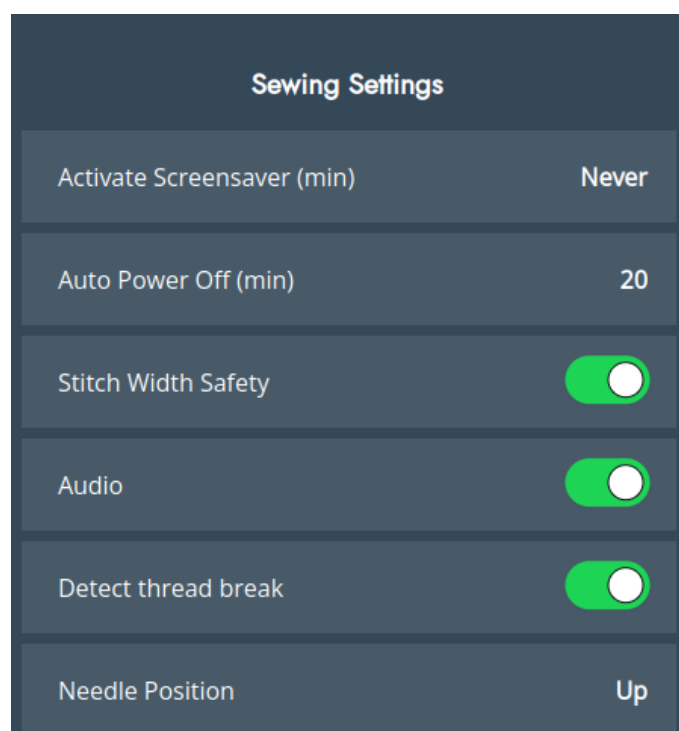 Sewing Settings
Activate Screensaver (min) Never
Auto Power Off (min) 20
Stitch Width Safety
Audio
Detect thread break
Needle Position Up